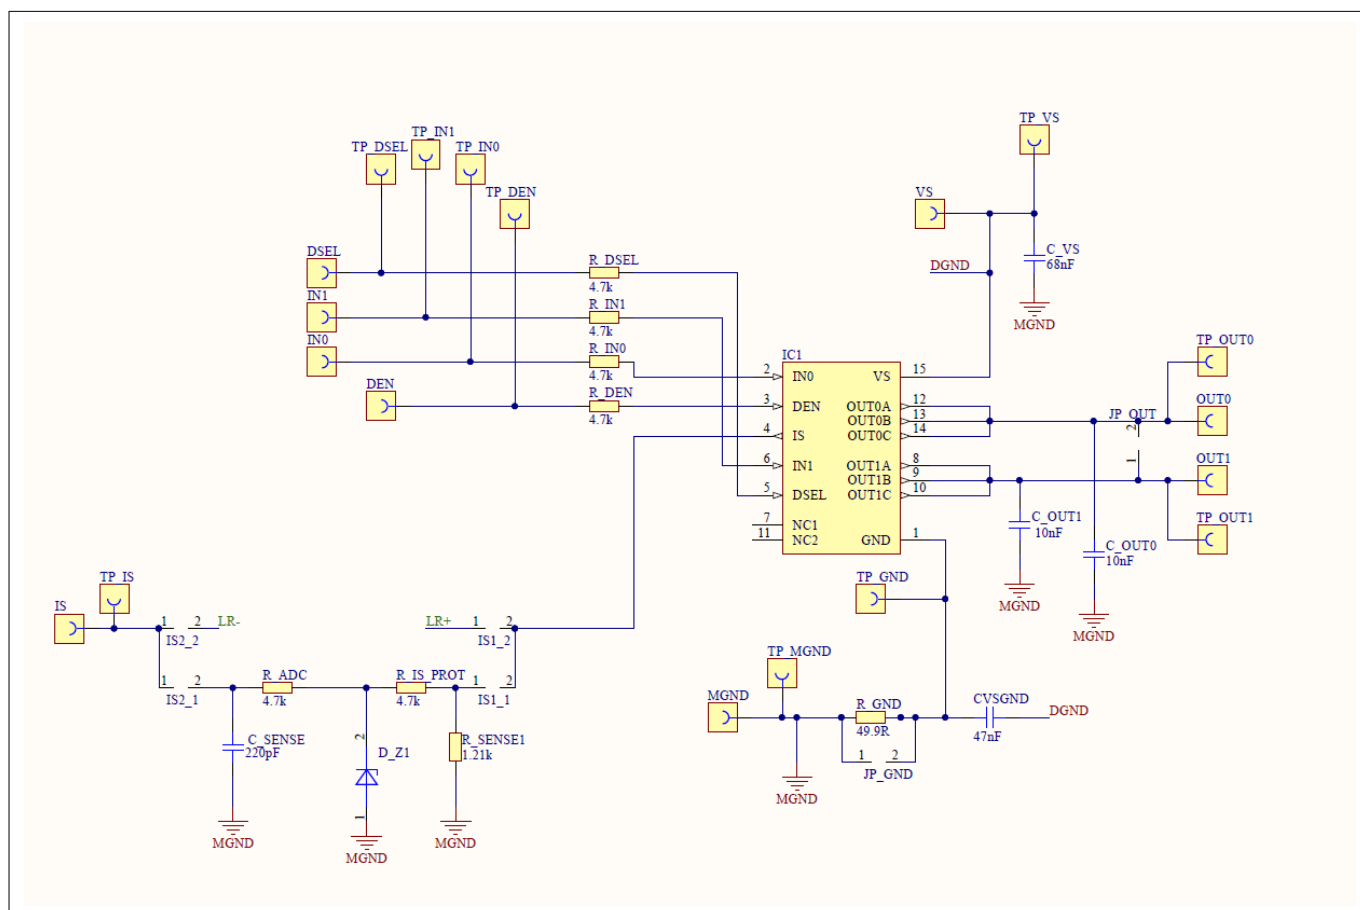 TP_VS
TP_IN1
TP_DSEL
TP_IN0
TP_DEN
VS
DSEL
R_DSEL
C_VS
DGND
68nF
4.7k
IN1
R_IN1
MGND
4.7k
IN0
R_IN0
TP_OUT0
IC1
4.7k
2
IN0
VS
15
DEN
R_DEN
4.7k
3
DEN
OUT0A
12
OUT0
OUT0B
13
JP_OUT
2
4
IS
OUT0C
14
6
IN1
OUT1A
8
1
OUT1
OUT1B
9
5
DSEL
OUT1C
10
7
NC1
C_OUT1
10nF
TP_OUT1
11
NC2
GND
1
C_OUT0
10nF
TP_IS
TP_GND
MGND
IS
1
2
LR-
LR+
1
2
MGND
IS2_2
IS1_2
TP_MGND
R_ADC
R_IS_PROT
1
2
1
2
IS2_1
4.7k
4.7k
IS1_1
MGND
R_GND
CVSGND
DGND
49.9R
47nF
C_SENSE
220pF
2
D_Z1
R_SENSE1
1.21k
1
2
JP_GND
MGND
1
MGND
MGND
MGND